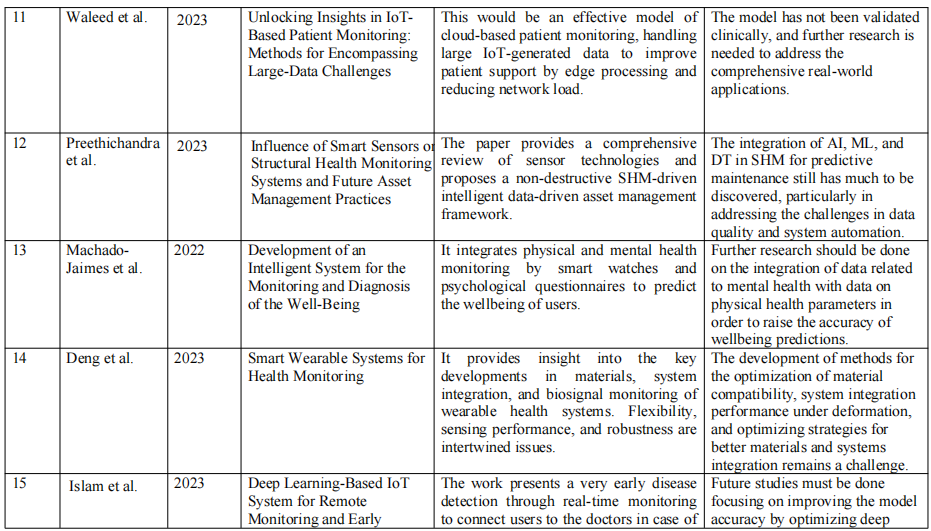 11
Waleed et al.
2023
Unlocking Insights in IoT-
Based Patient Monitoring:
Methods for Encompassing
Large-Data Challenges
This would be an effective model of
cloud-based patient monitoring, handling
large IoT-generated data to improve
patient support by edge processing and
reducing network load.
The model has not been validated
clinically, and further research is
needed to address the
comprehensive real-world
applications.
12
Preethichandra
et al.
2023
Influence of Smart Sensors on
Structural Health Monitoring
Systems and Future Asset
Management Practices
The paper provides a comprehensive
review of sensor technologies and
proposes a non-destructive SHM-driven
intelligent data-driven asset management
framework.
The integration of AI, ML, and
DT in SHM for predictive
maintenance still has much to be
discovered, particularly in
addressing the challenges in data
quality and system automation.
13
Machado-
Jaimes et al.
2022
Development of an
Intelligent System for the
Monitoring and Diagnosis
of the Well-Being
It integrates physical and mental health
monitoring by smart watches and
psychological questionnaires to predict
the wellbeing of users.
Further research should be done
on the integration of data related
to mental health with data on
physical health parameters in
order to raise the accuracy of
wellbeing predictions.
14
Deng et al.
2023
Smart Wearable Systems for
Health Monitoring
It provides insight into the key
developments in materials, system
integration, and biosignal monitoring of
wearable health systems. Flexibility,
sensing performance, and robustness are
intertwined issues.
The development of methods for
the optimization of material
compatibility, system integration
performance under deformation,
and optimizing strategies for
better materials and systems
integration remains a challenge.
15
Islam et al.
2023
Deep Learning-Based IoT
System for Remote
Monitoring and Early
The work presents a very early disease
detection through real-time monitoring
to connect users to the doctors in case of
Future studies must be done
focusing on improving the model
accuracy by optimizing deep